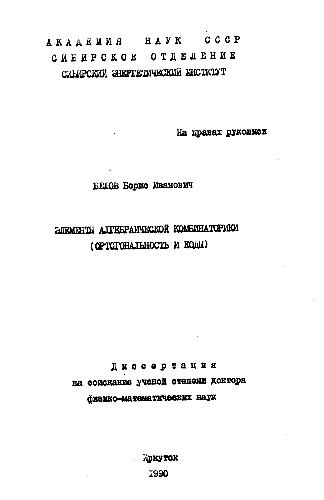 АКАДЕМИЯ НАУК СССР
СИБИРСКОЕ ОТДЕЛЕНИЕ
СИБИРСКИЙ ЭНЕРГЕТИЧЕСКИЙ ИНСТИТУТ
На правах рукописи
БЕЛОВ Борис Иванович
ЭЛЕМЕНТЫ АЛГЕБРАИЧЕСКОЙ КОМБИНАТОРИКИ
(ОРТОГОНАЛЬНОСТЬ И КОДЫ)
Диссертация
на соискание ученой степени доктора
физико-математических наук
Иркутск
1990